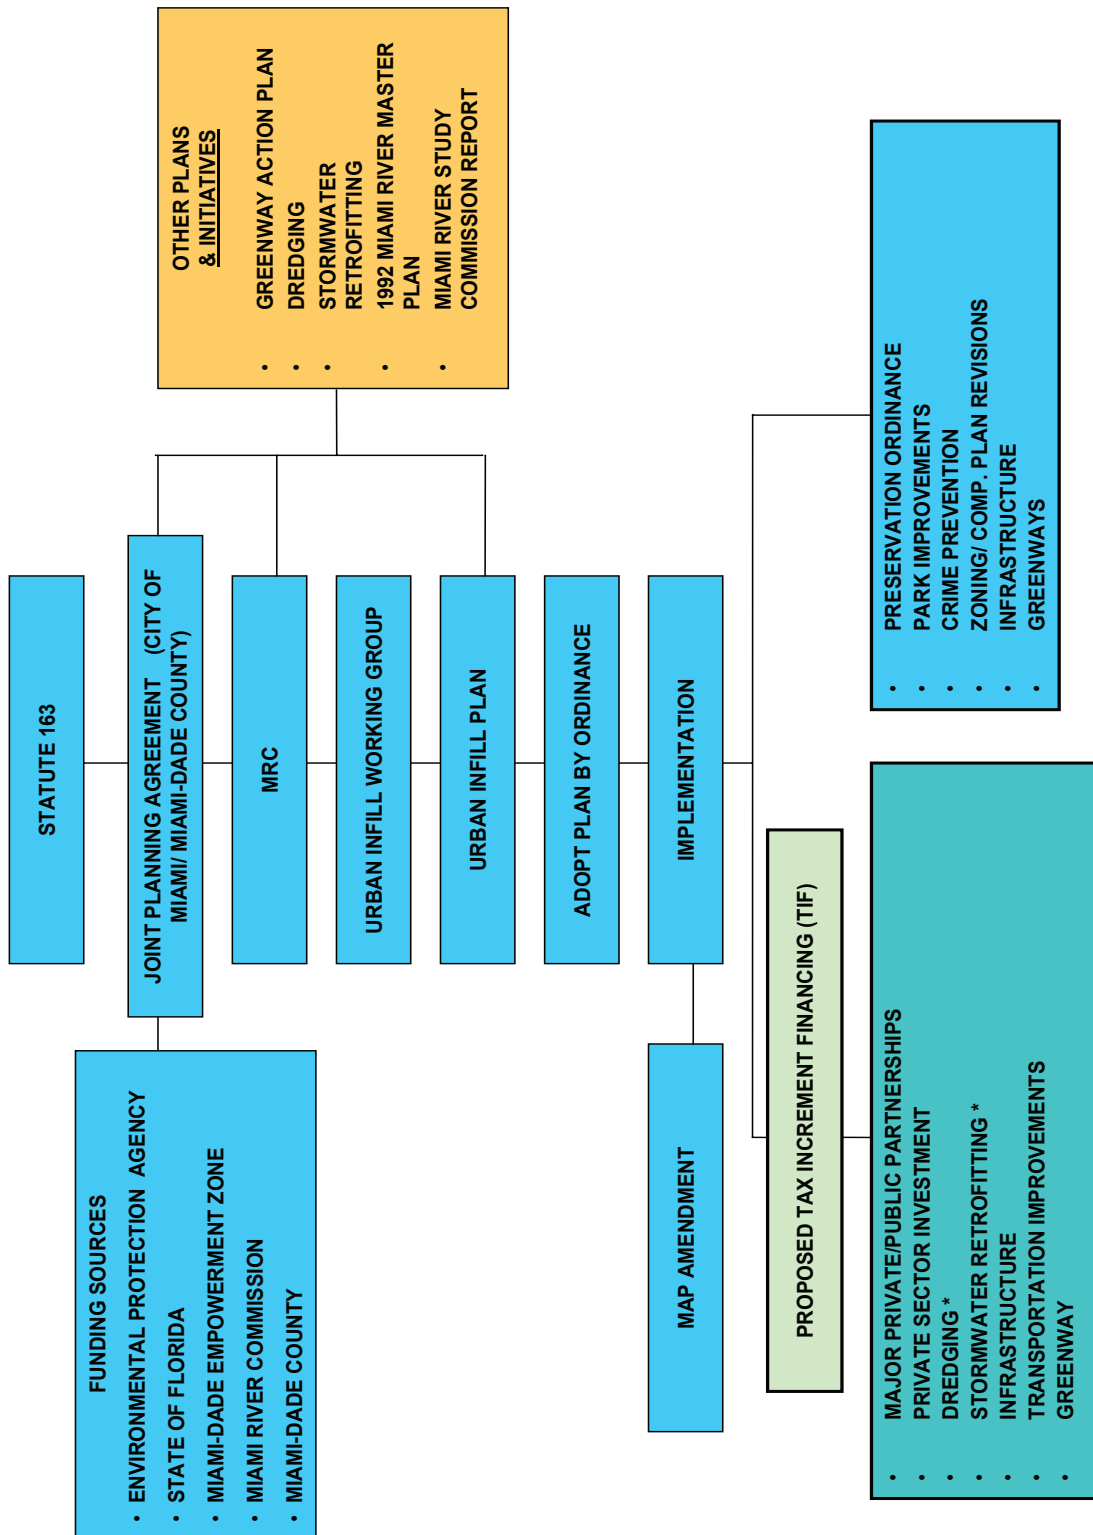 STATUTE 163
FUNDING SOURCES
• ENVIRONMENTAL PROTECTION AGENCY
• STATE OF FLORIDA
• MIAMI-DADE EMPOWERMENT ZONE
• MIAMI RIVER COMMISSION
• MIAMI-DADE COUNTY
JOINT PLANNING AGREEMENT (CITY OF
MIAMI/ MIAMI-DADE COUNTY)
OTHER PLANS
& INITIATIVES
• GREENWAY ACTION PLAN
• DREDGING
• STORMWATER
RETROFITTING
• 1992 MIAMI RIVER MASTER
PLAN
• MIAMI RIVER STUDY
COMMISSION REPORT
MRC
URBAN INFILL WORKING GROUP
URBAN INFILL PLAN
ADOPT PLAN BY ORDINANCE
MAP AMENDMENT
IMPLEMENTATION
PROPOSED TAX INCREMENT FINANCING (TIF)
• MAJOR PRIVATE/PUBLIC PARTNERSHIPS
• PRIVATE SECTOR INVESTMENT
• DREDGING *
• STORMWATER RETROFITTING *
• INFRASTRUCTURE
• TRANSPORTATION IMPROVEMENTS
• GREENWAY
• PRESERVATION ORDINANCE
• PARK IMPROVEMENTS
• CRIME PREVENTION
• ZONING/ COMP. PLAN REVISIONS
• INFRASTRUCTURE
• GREENWAYS